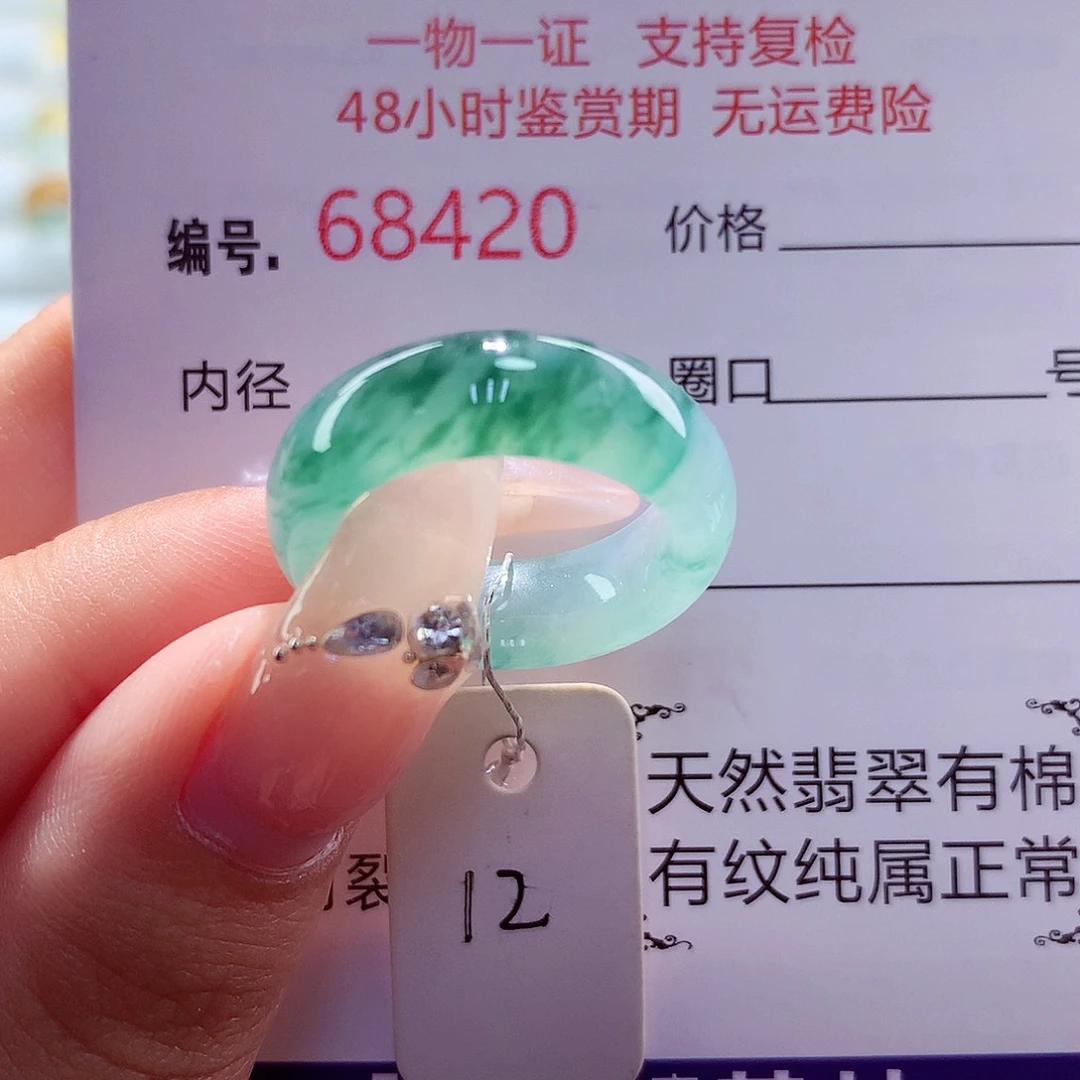 一物一证 支持复检
48小时鉴赏期 无运费险
编号. 68420 价格
内径 圈口 号
天然翡翠有棉
裂 有纹纯属正常
12